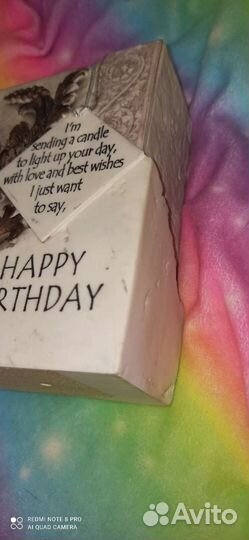 I'm
sending a candle
to light up your day,
with love and best wishes
I just want
to say,
HAPPY
RTHDAY
REDMI NOTE 8 PRO
AI QUAD CAMERA
Avito